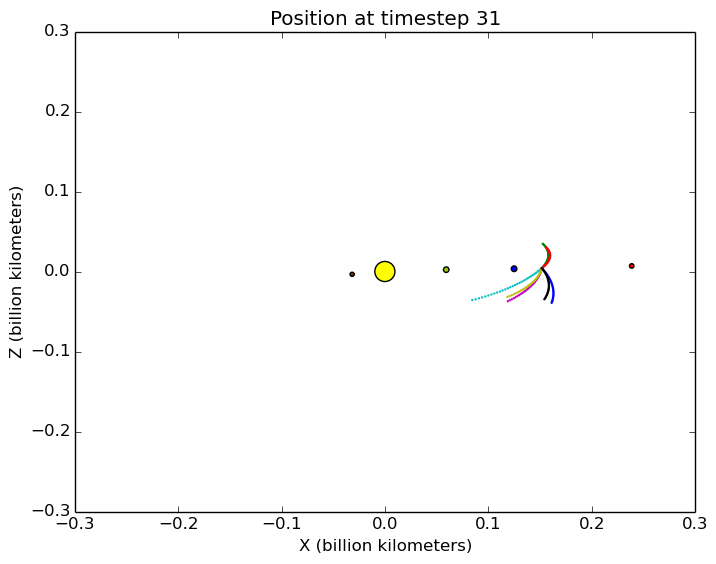 Position at timestep 31
0.3
0.2
0.1
0.0
−0.1
−0.2
−0.3
Z (billion kilometers)
−0.3 −0.2 −0.1 0.0 0.1 0.2 0.3
X (billion kilometers)